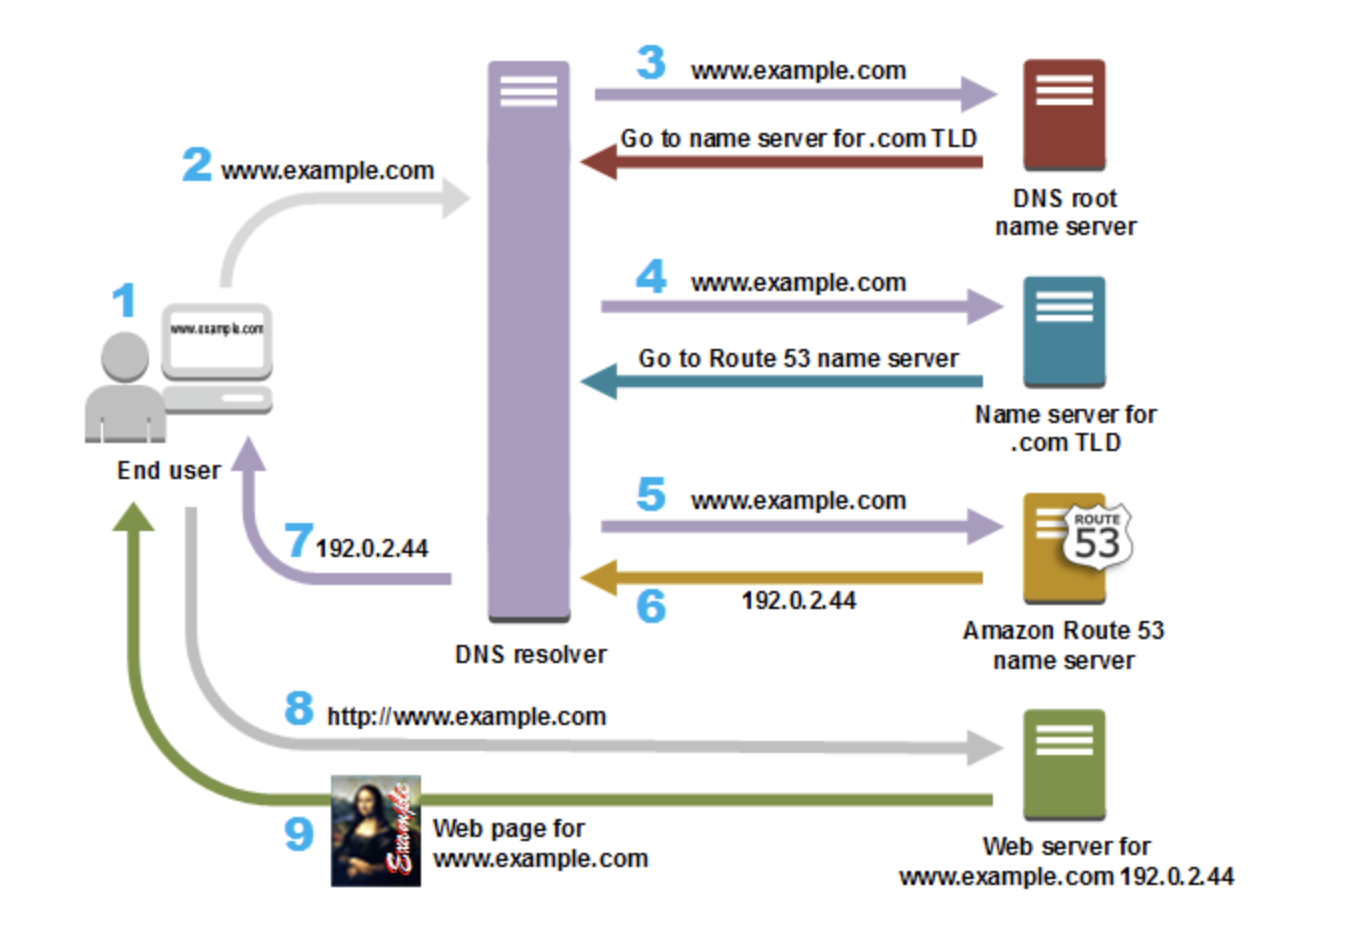 3 www.example.com
Go to name server for .com TLD
DNS root
name server
2 www.example.com
4 www.example.com
Go to Route 53 name server
Name server for
.com TLD
1
www.example.com
End user
5 www.example.com
ROUTE
53
6 192.0.2.44
Amazon Route 53
name server
7 192.0.2.44
DNS resolver
8 http://www.example.com
9
Example
Web page for
www.example.com
Web server for
www.example.com 192.0.2.44